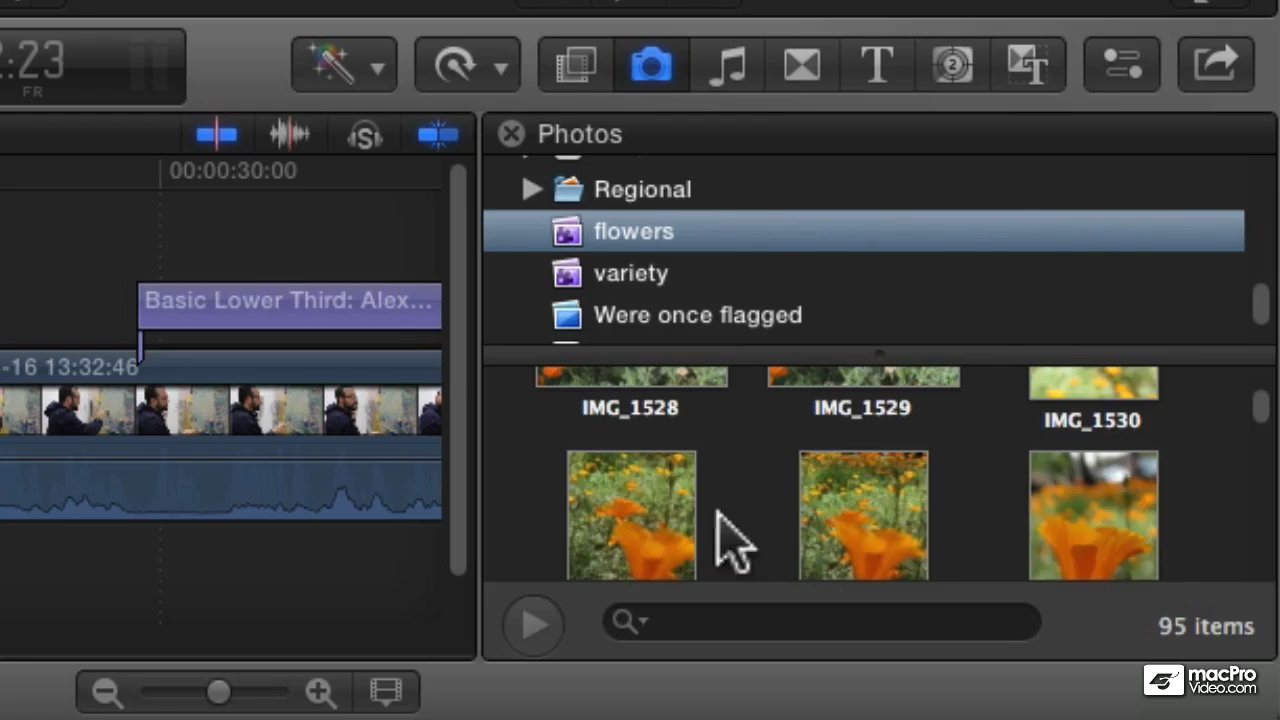 :23
FR
T
2
T
Photos
00:00:30:00
S
Regional
flowers
Basic Lower Third: Alex...
variety
Were once flagged
-16 13:32:46
IMG_1528
IMG_1529
IMG_1530
95 items
macPro
Video.com